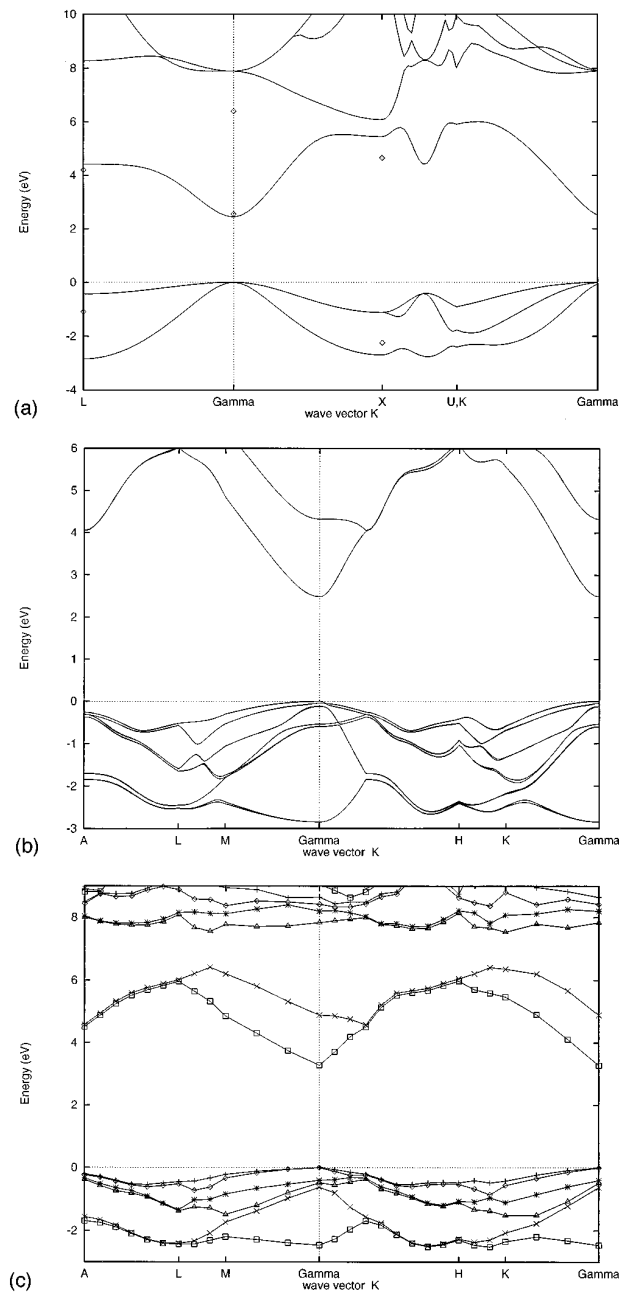 10
8
6
4
2
0
-2
-4
Energy (eV)
L
Gamma
X
U,K
Gamma
wave vector K
(a)
6
5
4
3
2
1
0
-1
-2
-3
Energy (eV)
A
L
M
Gamma
H
K
Gamma
wave vector K
(b)
8
6
4
2
0
-2
Energy (eV)
A
L
M
Gamma
H
K
Gamma
wave vector K
(c)